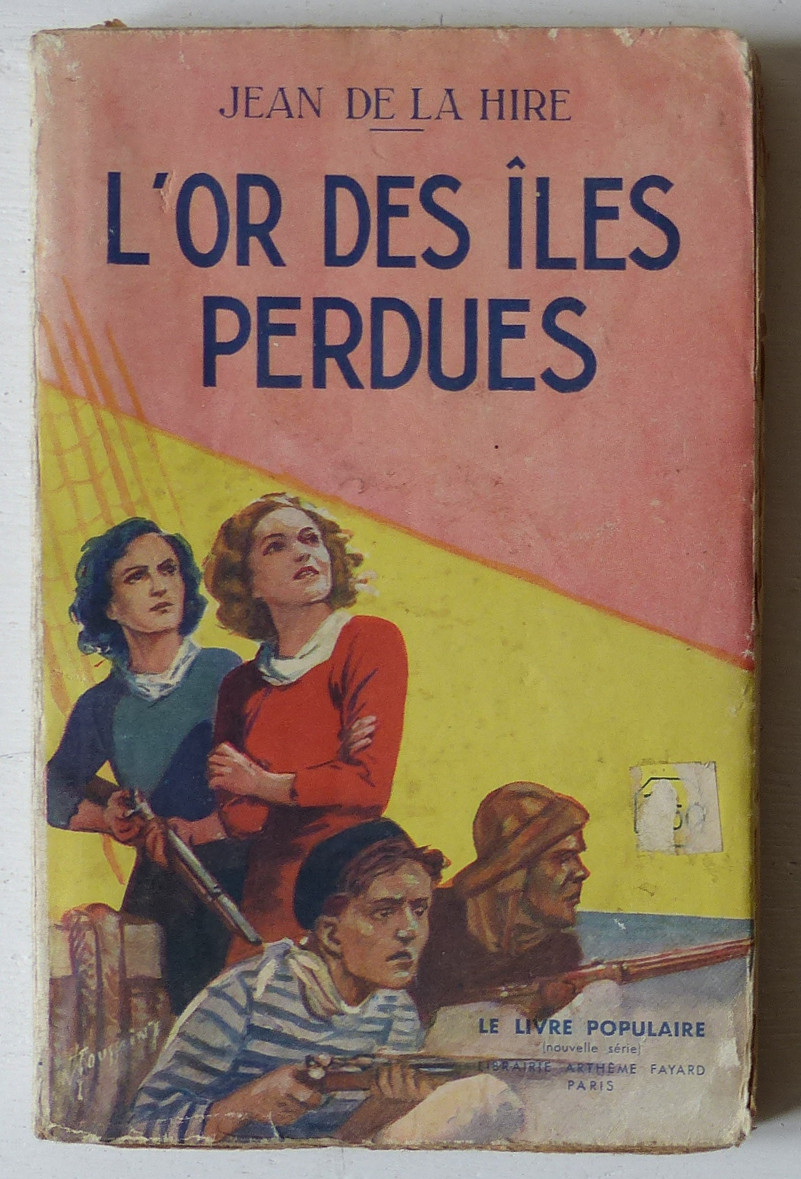 JEAN DE LA HIRE
L'OR DES ÎLES
PERDUES
LE LIVRE POPULAIRE
(nouvelle série)
LIBRAIRIE ARTHÈME FAYARD
PARIS